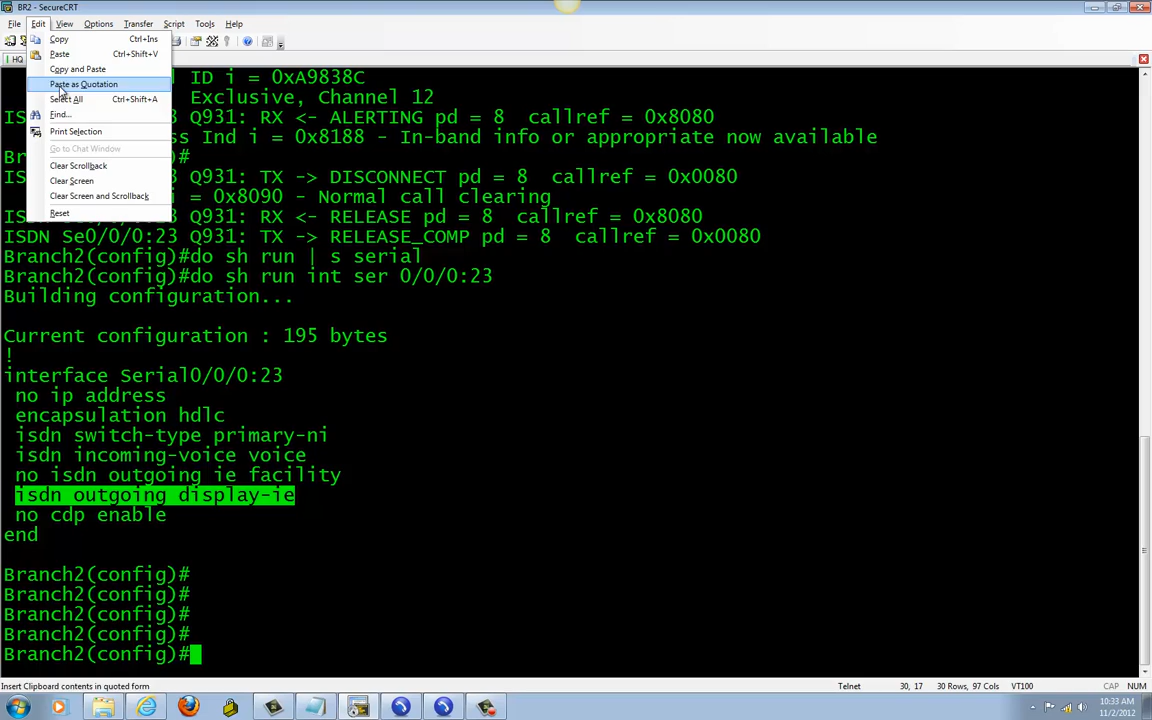 BR2 - SecureCRT
File Edit View Options Transfer Script Tools Help
Copy Ctrl+Ins
Paste Ctrl+Shift+V
Copy and Paste
Paste as Quotation
Select All Ctrl+Shift+A
Find...
Print Selection
Go to Chat Window
Clear Scrollback
Clear Screen
Clear Screen and Scrollback
Reset
HQ
ID i = 0xA9838C
Exclusive, Channel 12
IS Q931: RX <- ALERTING pd = 8 callref = 0x8080
ss Ind i = 0x8188 - In-band info or appropriate now available
Br #
IS Q931: TX -> DISCONNECT pd = 8 callref = 0x0080
i = 0x8090 - Normal call clearing
IS Q931: RX <- RELEASE pd = 8 callref = 0x8080
ISDN Se0/0/0:23 Q931: TX -> RELEASE_COMP pd = 8 callref = 0x0080
Branch2(config)#do sh run | s serial
Branch2(config)#do sh run int ser 0/0/0:23
Building configuration...
Current configuration : 195 bytes
!
interface Serial0/0/0:23
no ip address
encapsulation hdlc
isdn switch-type primary-ni
isdn incoming-voice voice
no isdn outgoing ie facility
isdn outgoing display-ie
no cdp enable
end
Branch2(config)#
Branch2(config)#
Branch2(config)#
Branch2(config)#
Branch2(config)#
Insert Clipboard contents in quoted form Telnet 30, 17 30 Rows, 97 Cols VT100 CAP NUM
10:33 AM
11/2/2012